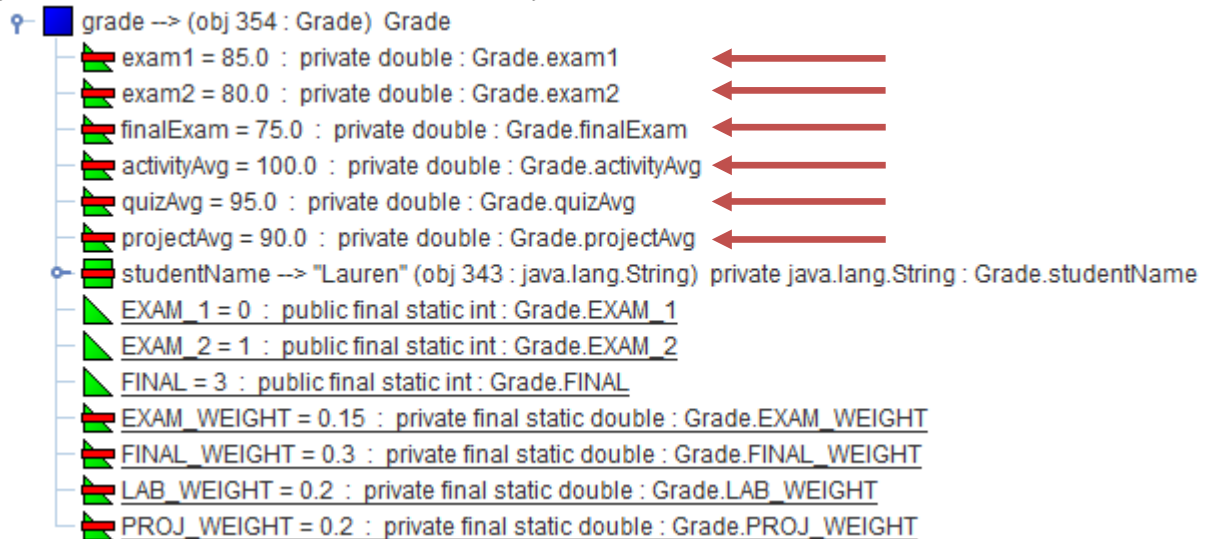 grade --> (obj 354 : Grade) Grade
exam1 = 85.0 : private double : Grade.exam1
exam2 = 80.0 : private double : Grade.exam2
finalExam = 75.0 : private double : Grade.finalExam
activityAvg = 100.0 : private double : Grade.activityAvg
quizAvg = 95.0 : private double : Grade.quizAvg
projectAvg = 90.0 : private double : Grade.projectAvg
studentName --> "Lauren" (obj 343 : java.lang.String) private java.lang.String : Grade.studentName
EXAM_1 = 0 : public final static int : Grade.EXAM_1
EXAM_2 = 1 : public final static int : Grade.EXAM_2
FINAL = 3 : public final static int : Grade.FINAL
EXAM_WEIGHT = 0.15 : private final static double : Grade.EXAM_WEIGHT
FINAL_WEIGHT = 0.3 : private final static double : Grade.FINAL_WEIGHT
LAB_WEIGHT = 0.2 : private final static double : Grade.LAB_WEIGHT
PROJ_WEIGHT = 0.2 : private final static double : Grade.PROJ_WEIGHT